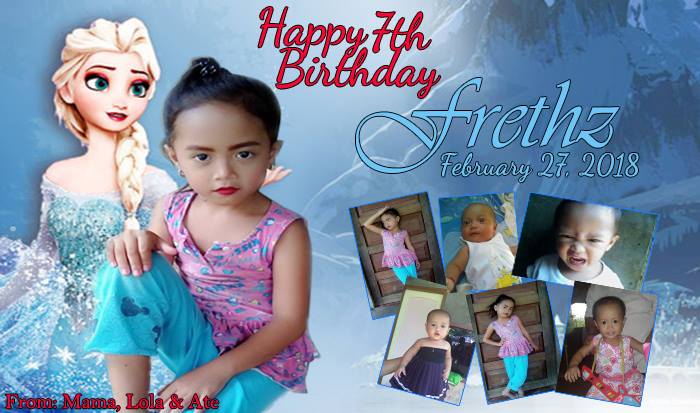 Happy 7th
Birthday
Frethz
February 27, 2018
From: Mama, Lola & Ate